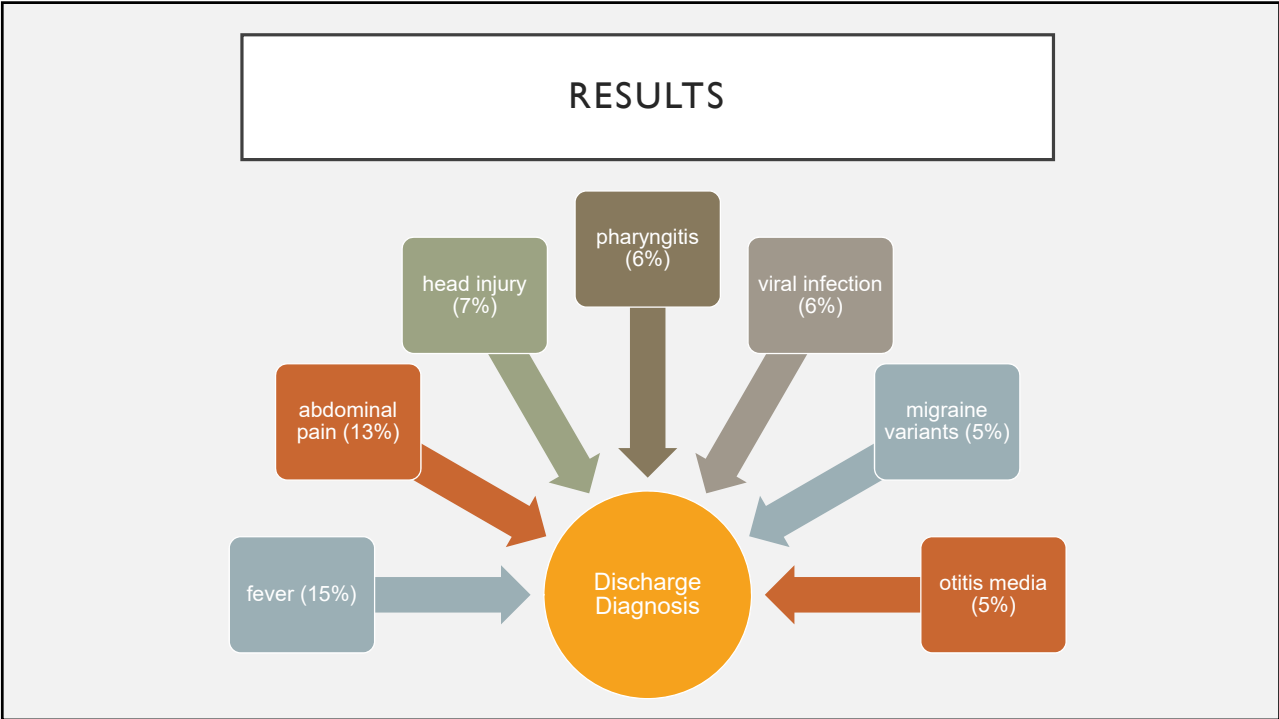 RESULTS
pharyngitis
(6%)
head injury
(7%)
viral infection
(6%)
abdominal
pain (13%)
migraine
variants (5%)
fever (15%)
Discharge
Diagnosis
otitis media
(5%)